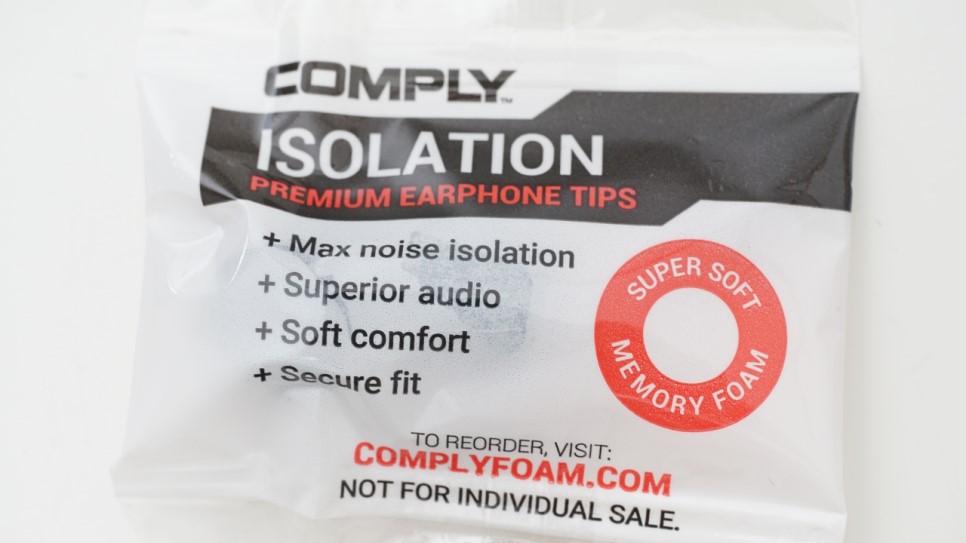 COMPLY™
ISOLATION
PREMIUM EARPHONE TIPS
+ Max noise isolation
+ Superior audio
+ Soft comfort
+ Secure fit
SUPER SOFT
MEMORY FOAM
TO REORDER, VISIT:
COMPLYFOAM.COM
NOT FOR INDIVIDUAL SALE.